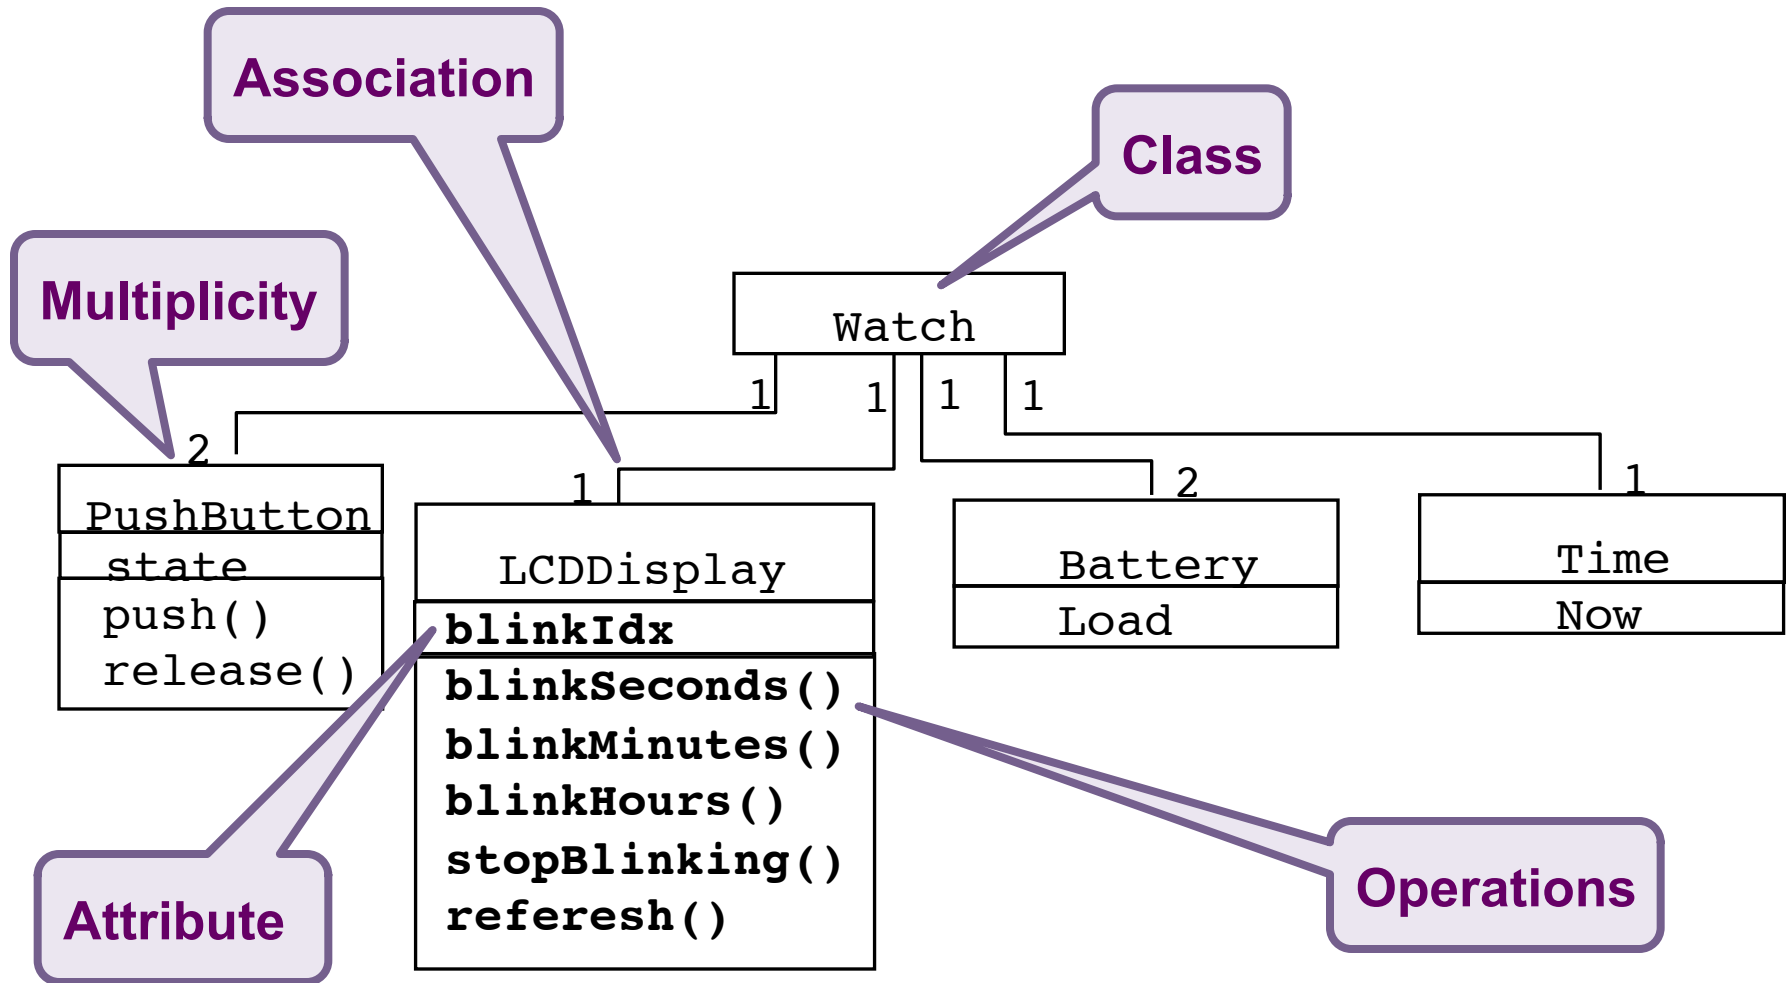 Association
Class
Multiplicity
Watch
1
1
1
1
2
1
2
1
PushButton
state
push()
release()
LCDDisplay
blinkIdx
blinkSeconds()
blinkMinutes()
blinkHours()
stopBlinking()
referesh()
Battery
Load
Time
Now
Attribute
Operations